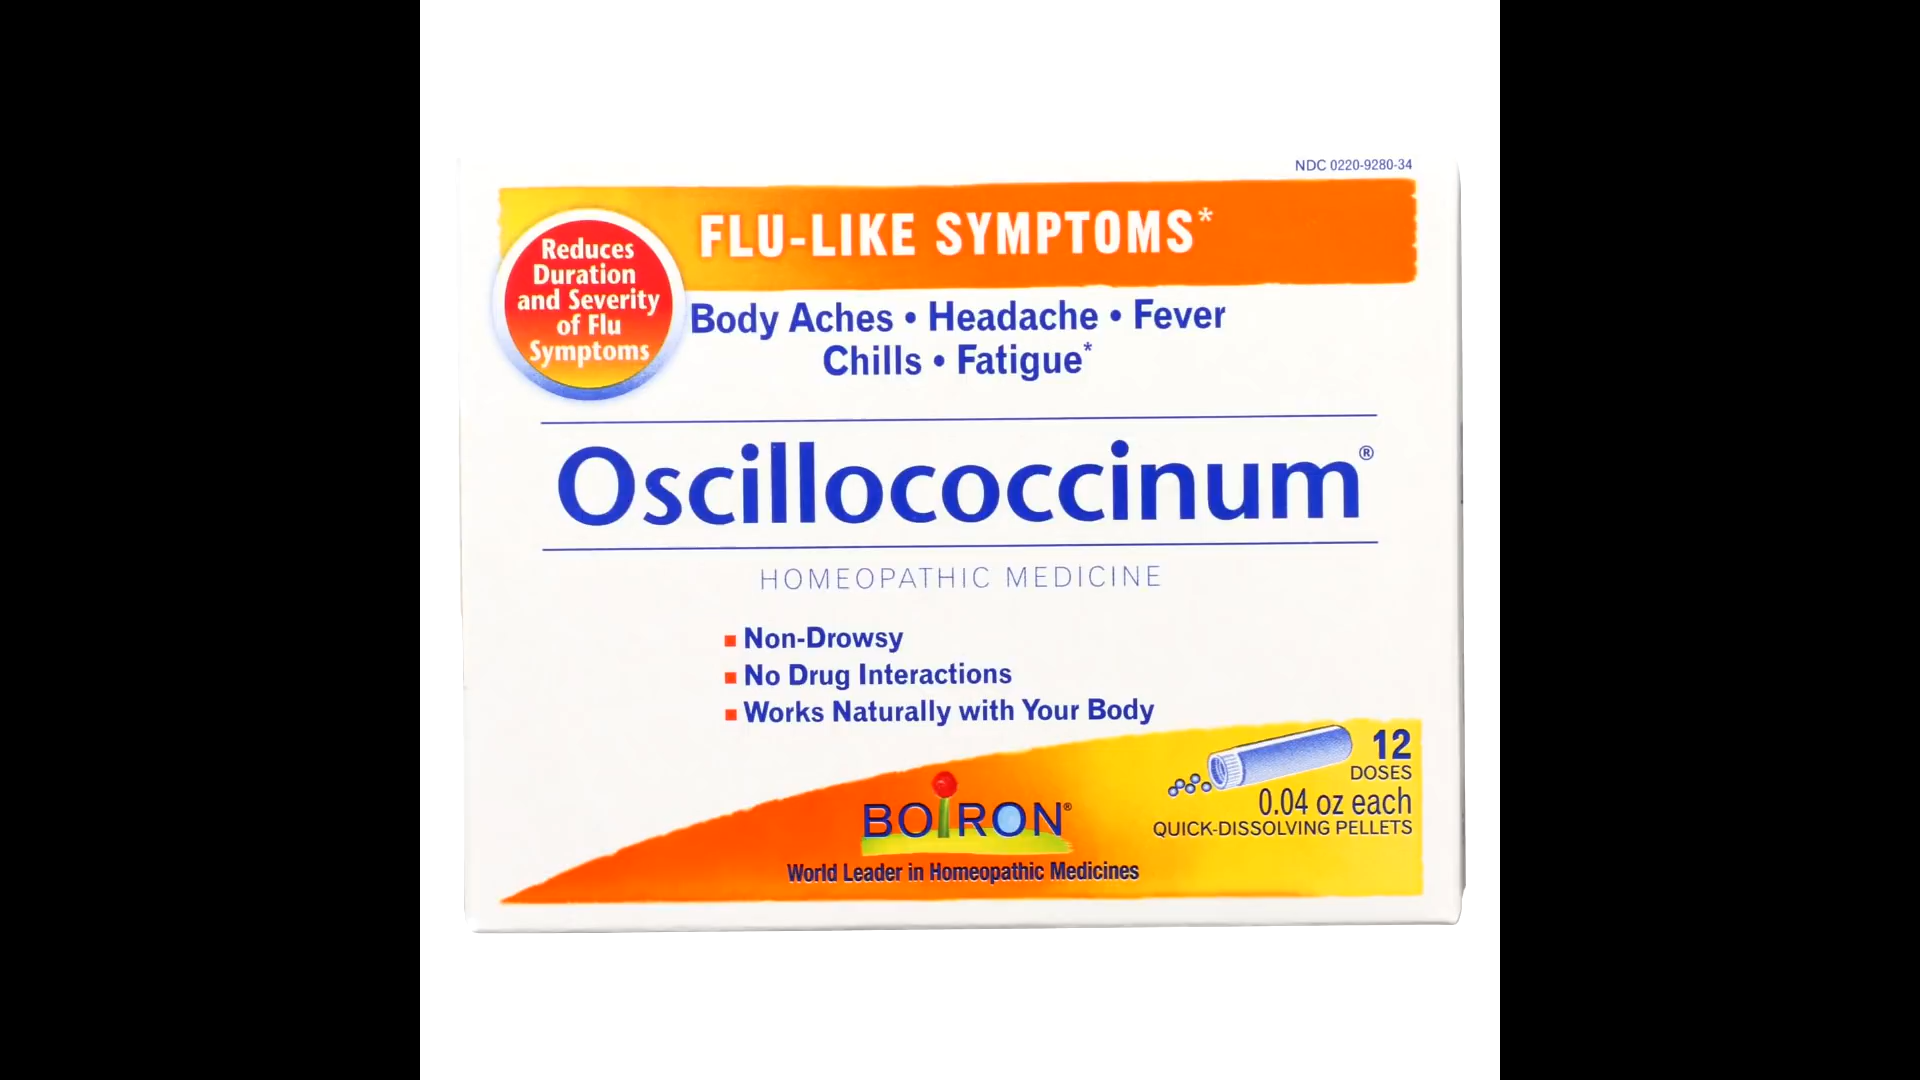 NDC 0220-9280-34
FLU-LIKE SYMPTOMS*
Reduces
Duration
and Severity
of Flu
Symptoms
Body Aches • Headache • Fever
Chills • Fatigue*
Oscillococcinum®
HOMEOPATHIC MEDICINE
Non-Drowsy
No Drug Interactions
Works Naturally with Your Body
12
DOSES
0.04 oz each
QUICK-DISSOLVING PELLETS
BOIRON®
World Leader in Homeopathic Medicines